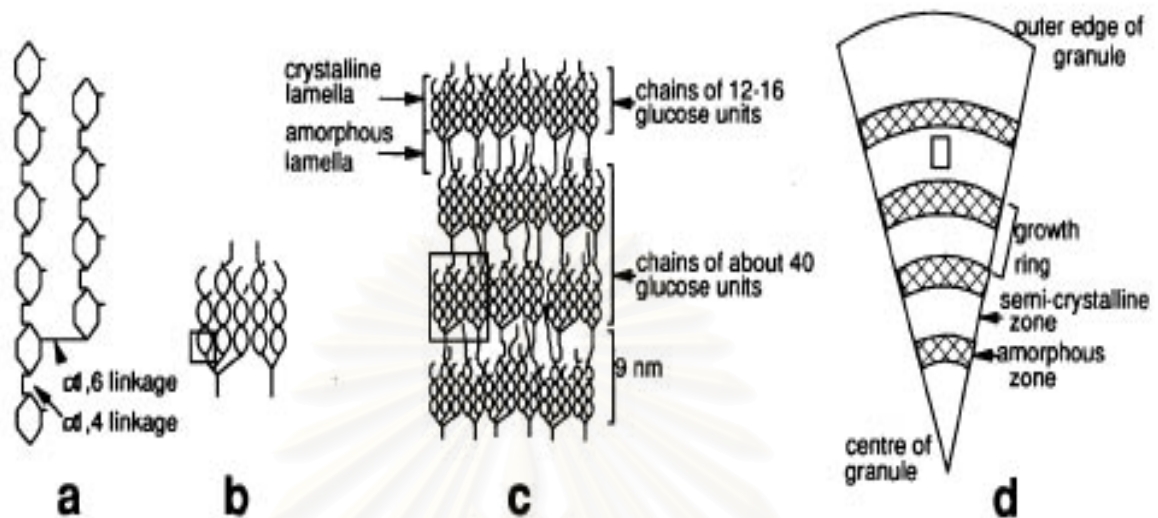 α1,6 linkage
α1,4 linkage
a
b
crystalline
lamella
amorphous
lamella
chains of 12-16
glucose units
chains of about 40
glucose units
9 nm
c
outer edge of
granule
growth
ring
semi-crystalline
zone
amorphous
zone
centre of
granule
d